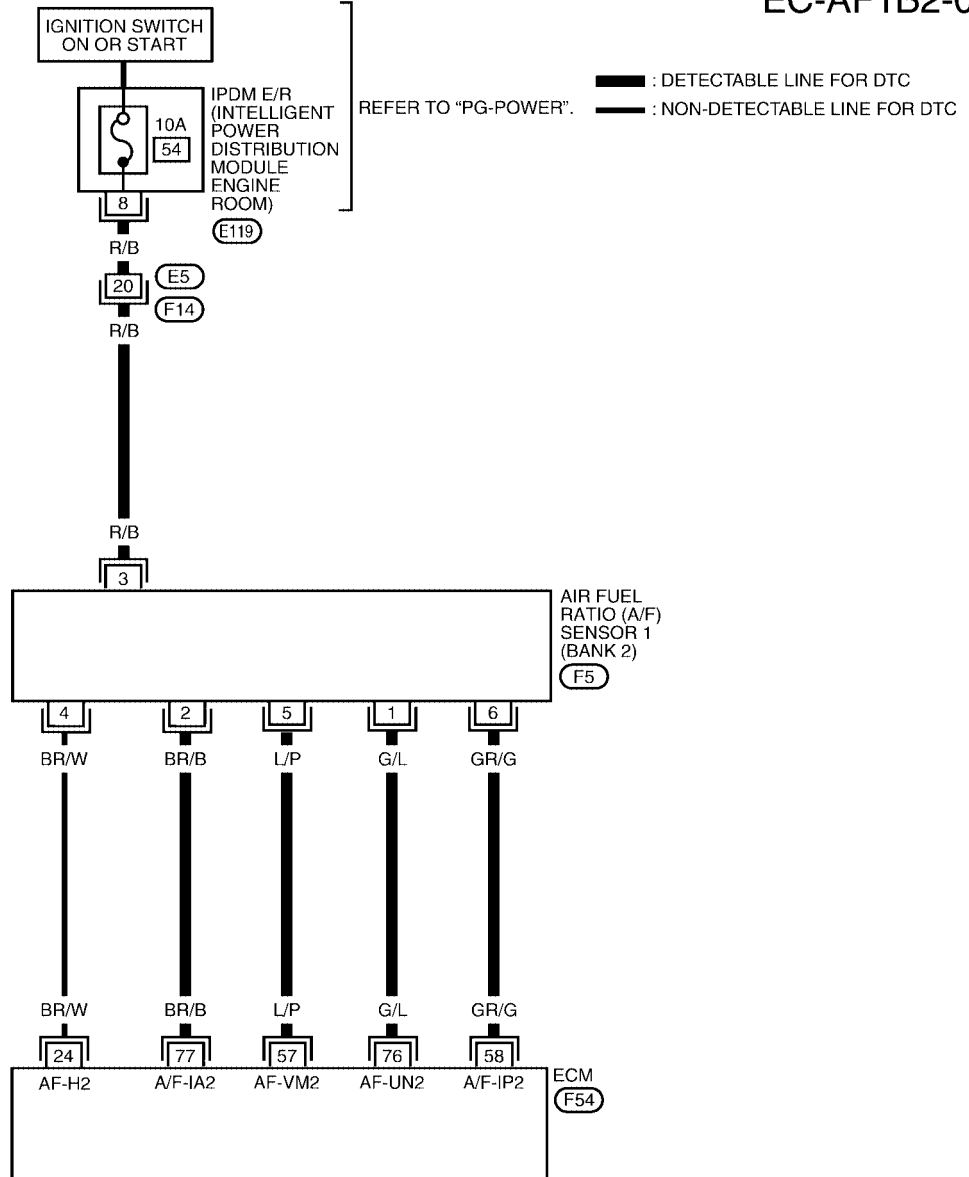 EC-AF1B2-0
IGNITION SWITCH
ON OR START
: DETECTABLE LINE FOR DTC
: NON-DETECTABLE LINE FOR DTC
REFER TO “PG-POWER”.
10A
54
IPDM E/R
(INTELLIGENT
POWER
DISTRIBUTION
MODULE
ENGINE
ROOM)
E119
8
R/B
20
E5
F14
R/B
R/B
3
AIR FUEL
RATIO (A/F)
SENSOR 1
(BANK 2)
F5
4 2 5 1 6
BR/W BR/B L/P G/L GR/G
BR/W BR/B L/P G/L GR/G
24 77 57 76 58
AF-H2 A/F-IA2 AF-VM2 AF-UN2 A/F-IP2
ECM
F54